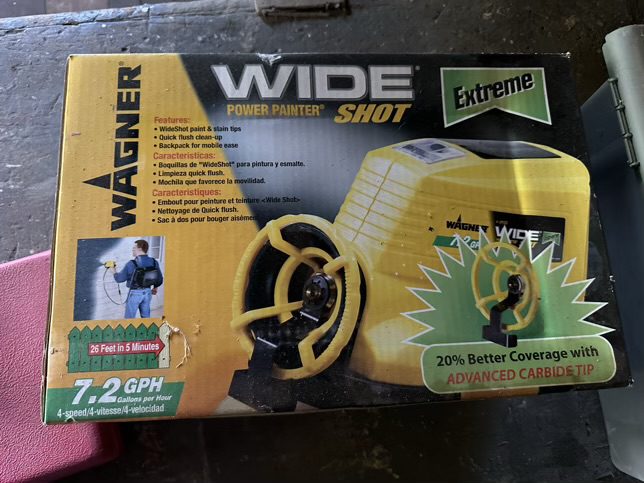 WAGNER
WIDE
POWER PAINTER® SHOT
Extreme
Features:
• WideShot paint & stain tips
• Quick flush clean-up
• Backpack for mobile ease
Características:
• Boquillas de "WideShot" para pintura y esmalte.
• Limpieza quick flush.
• Mochila que favorece la movilidad.
Caractéristiques:
• Embout pour peinture et teinture <Wide Shot>
• Nettoyage de Quick flush.
• Sac à dos pour bouger aisément
WAGNER
WIDE
7.2 GPH
26 Feet in 5 Minutes
7.2 GPH
Gallons per Hour
4-speed/4-vitesse/4-velocidad
20% Better Coverage with
ADVANCED CARBIDE TIP